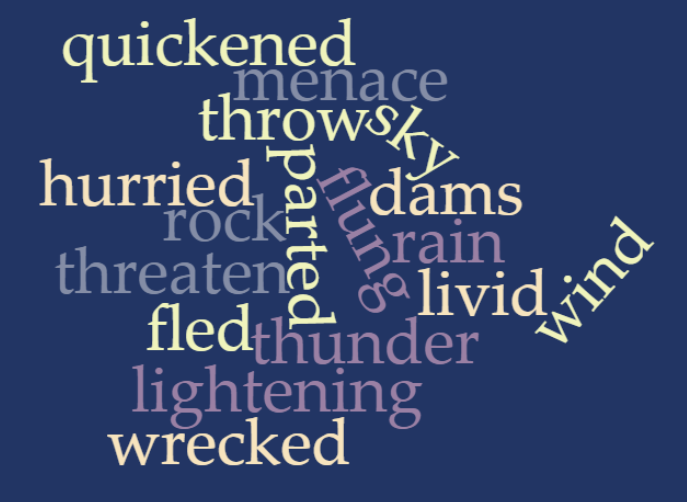 quickened
menace
throw
sky
parted
hurried
flung
dams
rock
rain
wind
threaten
livid
fled
thunder
lightening
wrecked